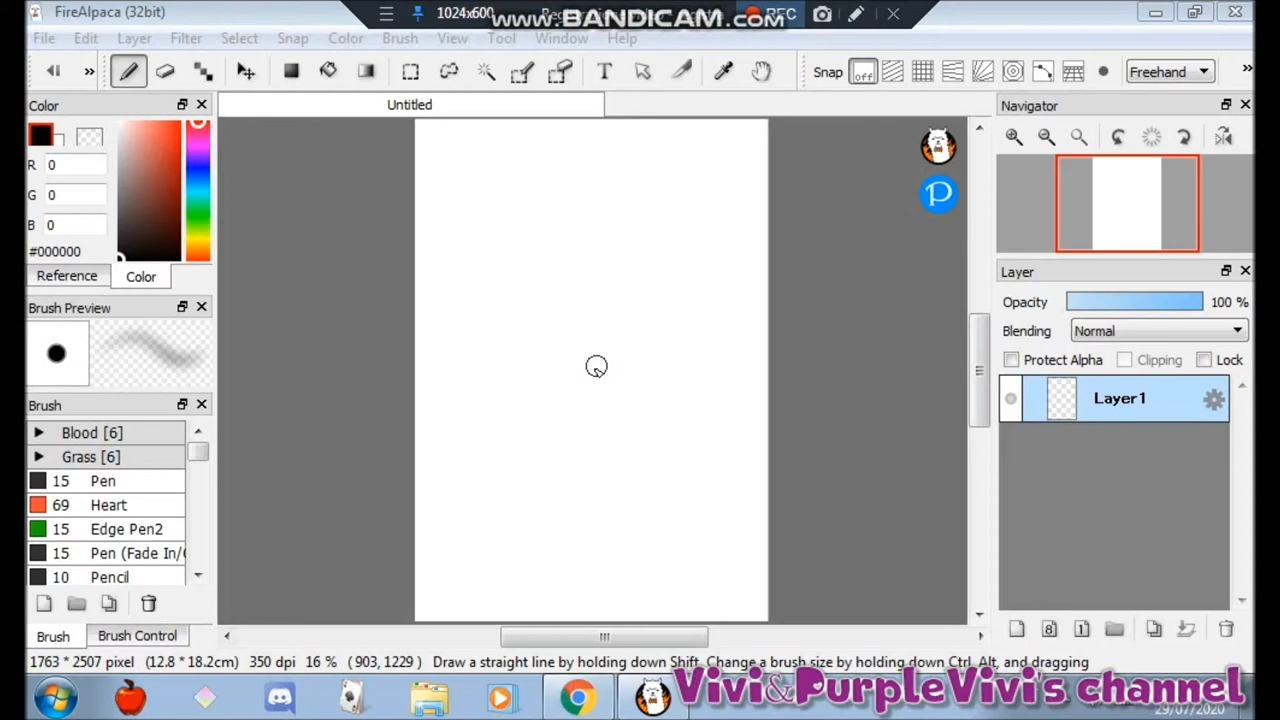 FireAlpaca (32bit)
1024x600
www.BANDICAM.com
REC
File Edit Layer Filter Select Snap Color Brush View Tool Window Help
T
Snap off Freehand
Color
Untitled
Navigator
R 0
G 0
B 0
#000000
Reference Color
P
Layer
Opacity 100 %
Blending Normal
Protect Alpha Clipping Lock
Layer1
Brush Preview
Brush
Blood [6]
Grass [6]
15 Pen
69 Heart
15 Edge Pen2
15 Pen (Fade In/
10 Pencil
8 1
Brush Brush Control
1763 * 2507 pixel (12.8 * 18.2cm) 350 dpi 16 % ( 903, 1229 ) Draw a straight line by holding down Shift, Change a brush size by holding down Ctrl, Alt, and dragging
Vivi&PurpleVivi's channel
29/07/2020